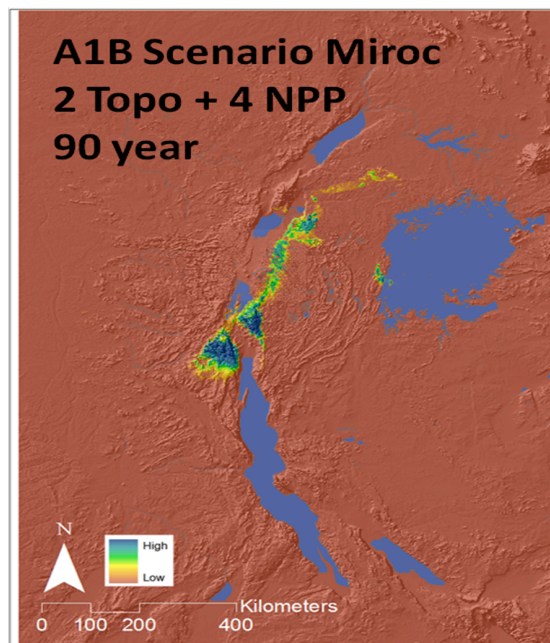 A1B Scenario Miroc
2 Topo + 4 NPP
90 year
N
High
Low
Kilometers
0 100 200 400